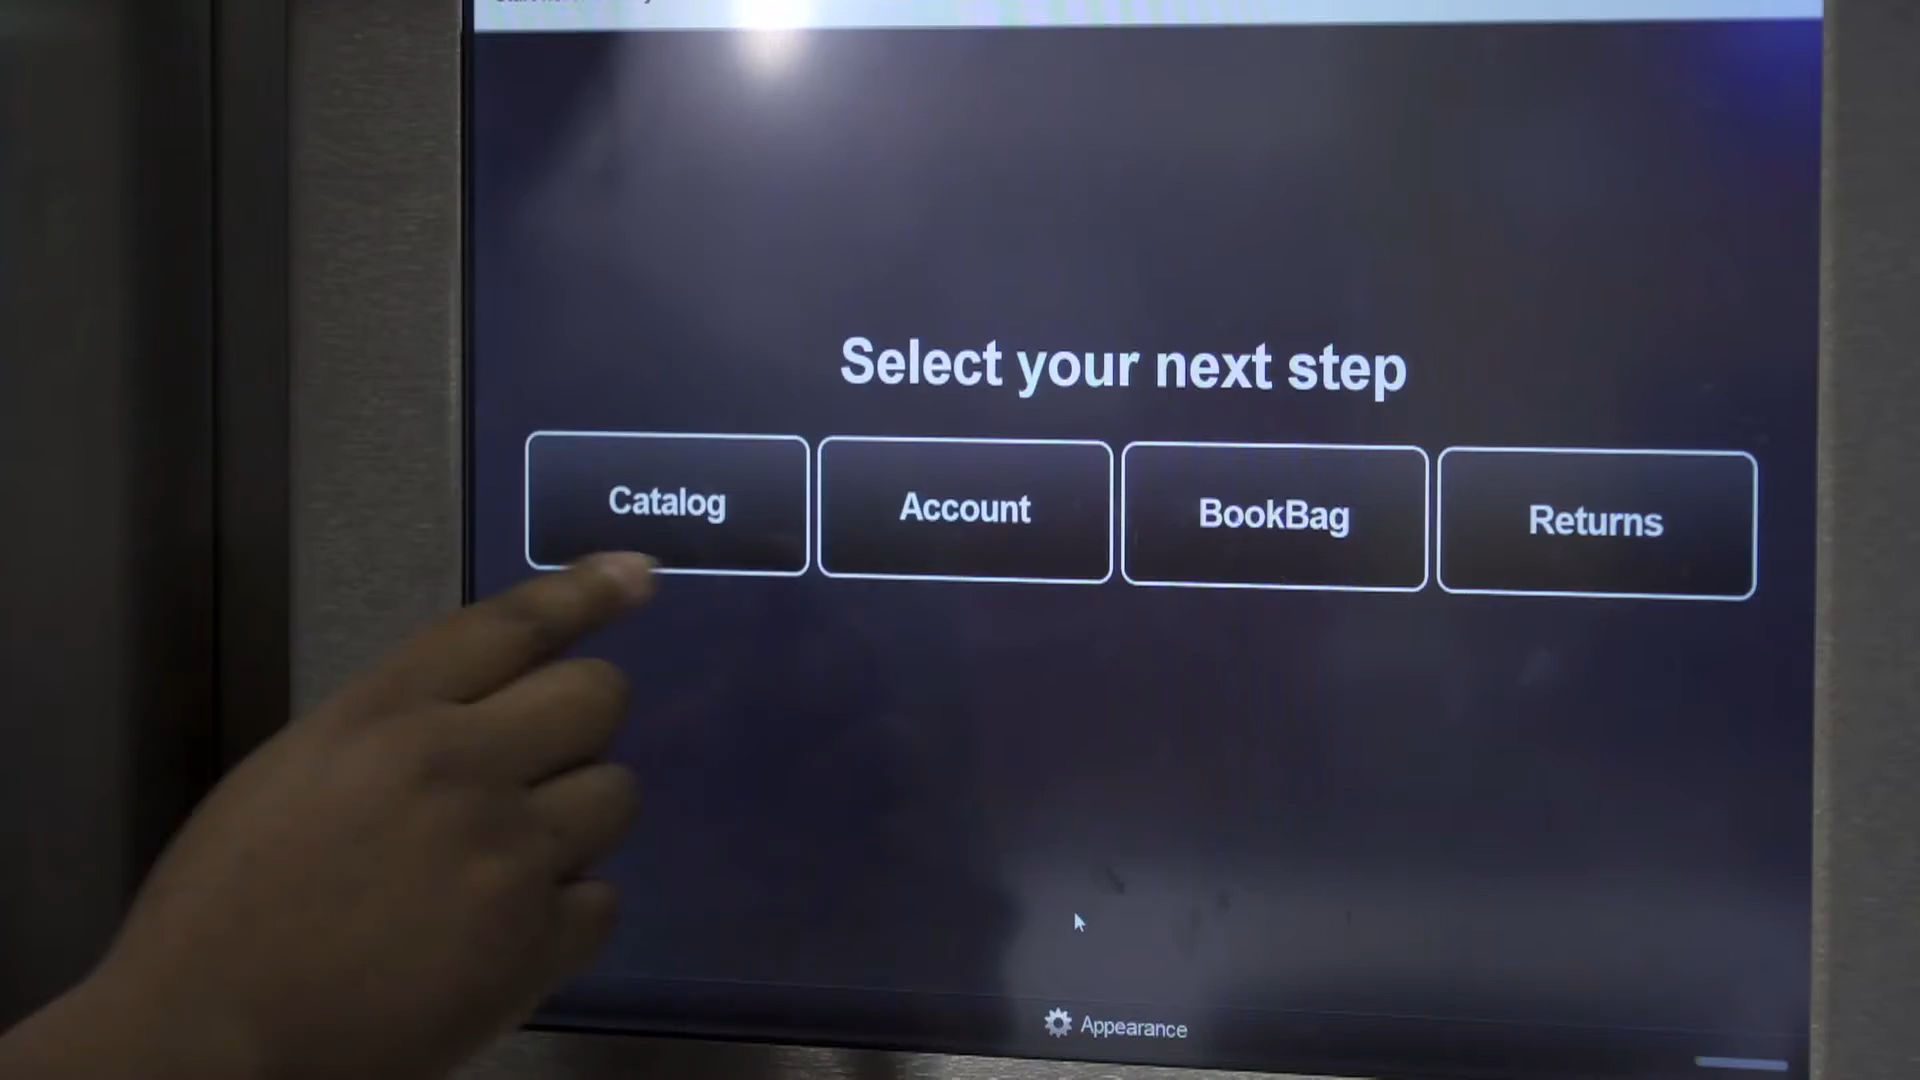 Select your next step
Catalog
Account
BookBag
Returns
Appearance